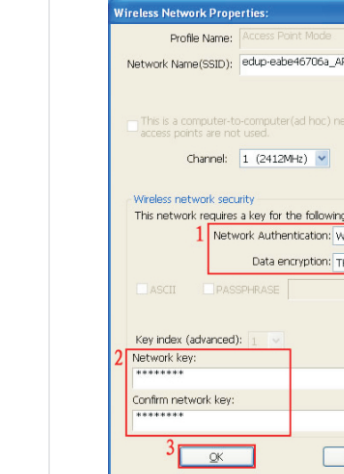 Wireless Network Properties:
Profile Name: Access Point Mode
Network Name(SSID): edup-eabe46706a_AP
This is a computer-to-computer(ad hoc) ne
access points are not used.
Channel: 1 (2412MHz)
Wireless network security
This network requires a key for the following
1 Network Authentication: W
Data encryption: TK
ASCII PASSPHRASE
Key index (advanced): 1
2 Network key:
********
Confirm network key:
********
3 OK